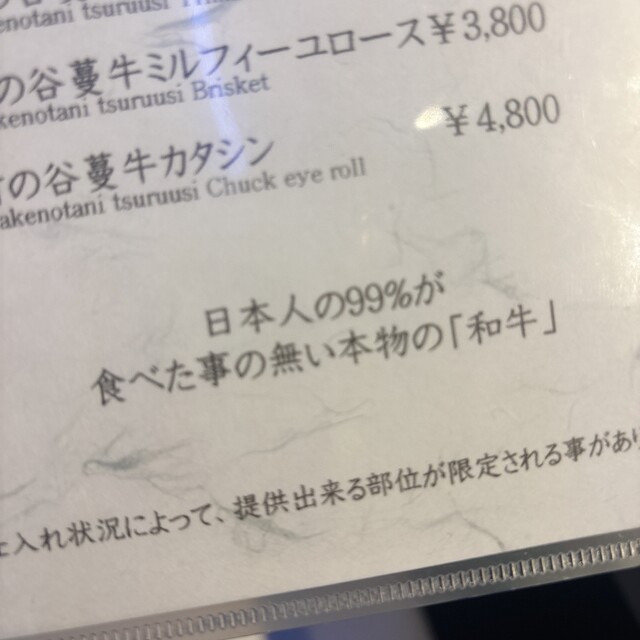 tsuruusi
の谷蔓牛ミルフィーユロース ¥3,800
kenotani tsuruusi Brisket
の谷蔓牛カタシン ¥4,800
akenotani tsuruusi Chuck eye roll
日本人の99%が
食べた事の無い本物の「和牛」
入れ状況によって、提供出来る部位が限定される事があり